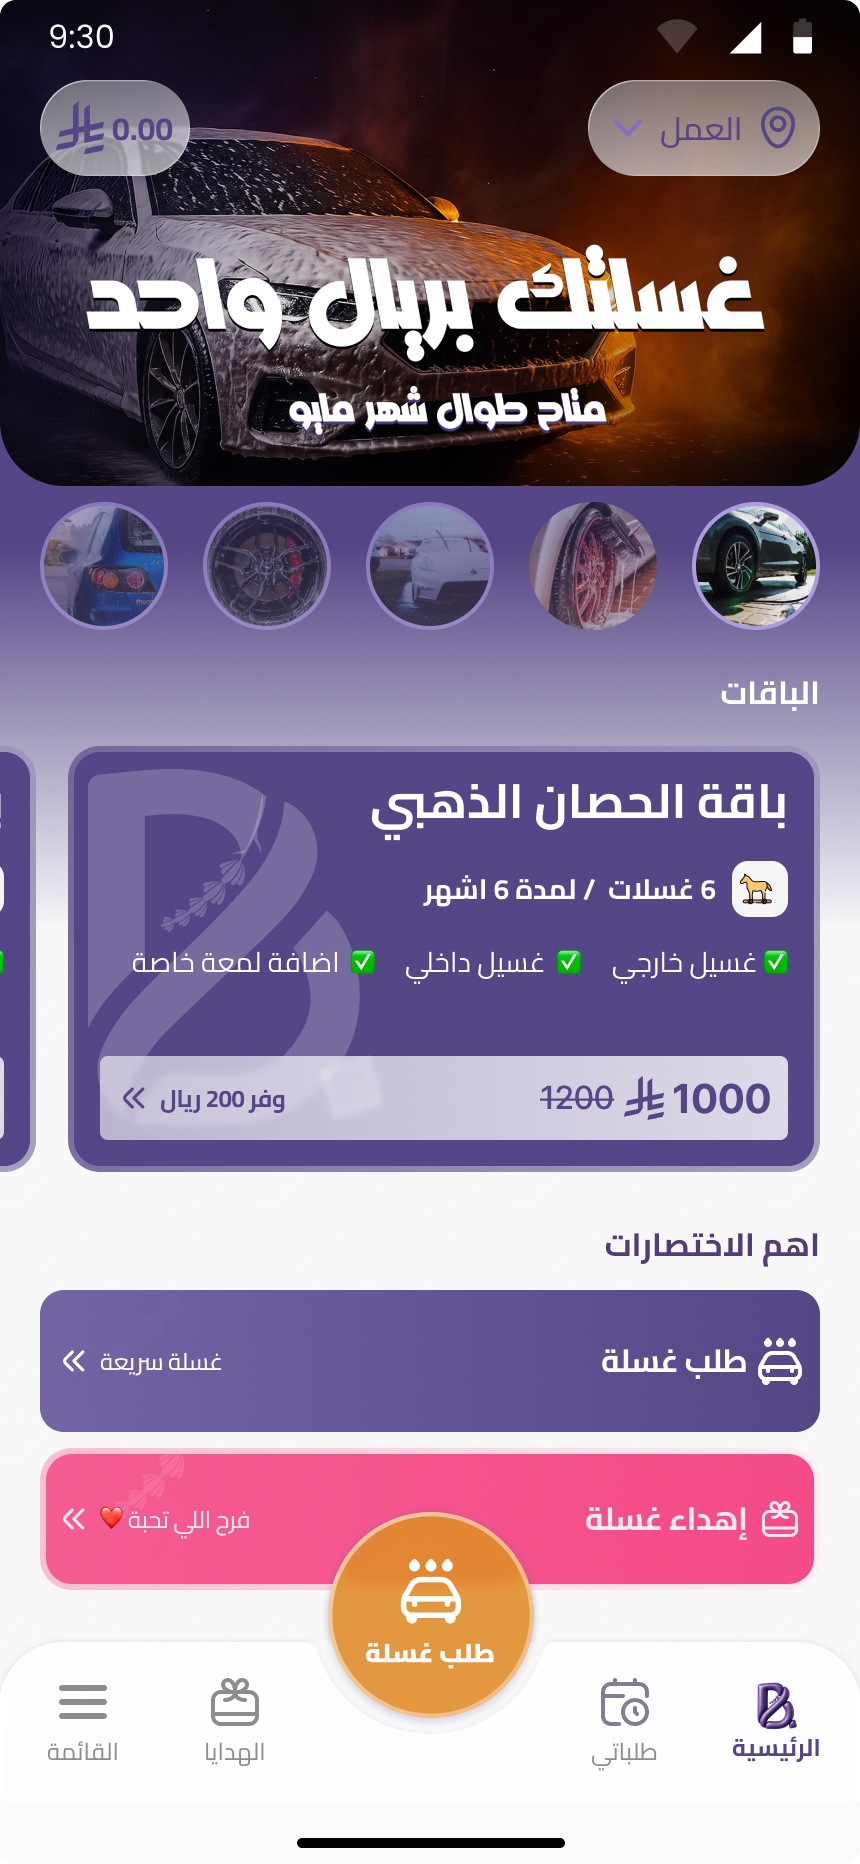 9:30
العمل
0.00
غسلتك بريال واحد
متاح طوال شهر مايو
الباقات
باقة الحصان الذهبي
6 غسلات / لمدة 6 اشهر
✅ غسيل خارجي ✅ غسيل داخلي ✅ اضافة لمعة خاصة
1000 1200 وفر 200 ريال
اهم الاختصارات
طلب غسلة غسلة سريعة
إهداء غسلة فرح اللي تحبة ❤️
طلب غسلة
الرئيسية
طلباتي
الهدايا
القائمة